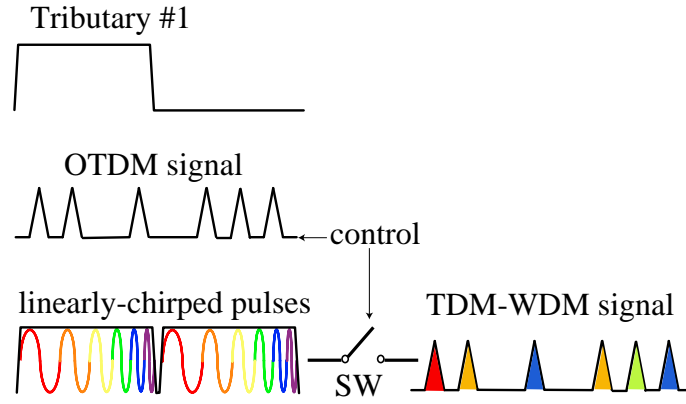 Tributary #1
OTDM signal
control
linearly-chirped pulses
TDM-WDM signal
SW